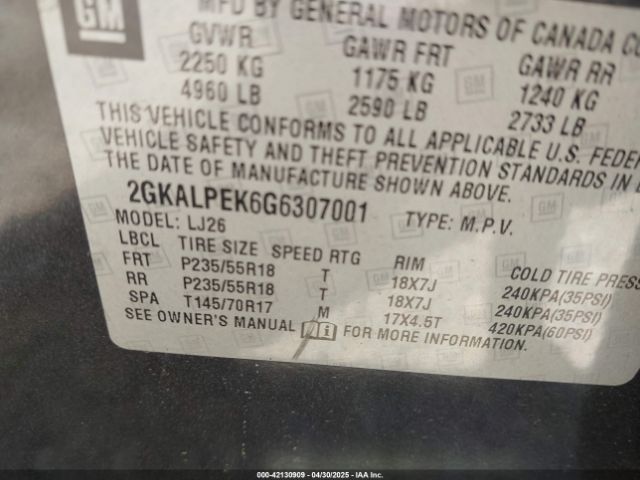 GM
MFD BY GENERAL MOTORS OF CANADA CO
GVWR GAWR FRT GAWR RR
2250 KG 1175 KG 1240 KG
4960 LB 2590 LB 2733 LB
THIS VEHICLE CONFORMS TO ALL APPLICABLE U.S. FEDER
VEHICLE SAFETY AND THEFT PREVENTION STANDARDS IN
THE DATE OF MANUFACTURE SHOWN ABOVE.
2GKALPEK6G6307001 TYPE: M.P.V.
MODEL: LJ26
LBCL TIRE SIZE SPEED RTG RIM COLD TIRE PRESS
FRT P235/55R18 T 18X7J 240KPA(35PSI)
RR P235/55R18 T 18X7J 240KPA(35PSI)
SPA T145/70R17 M 17X4.5T 420KPA(60PSI)
SEE OWNER'S MANUAL FOR MORE INFORMATION.
000-42130909 - 04/30/2025 - IAA Inc.